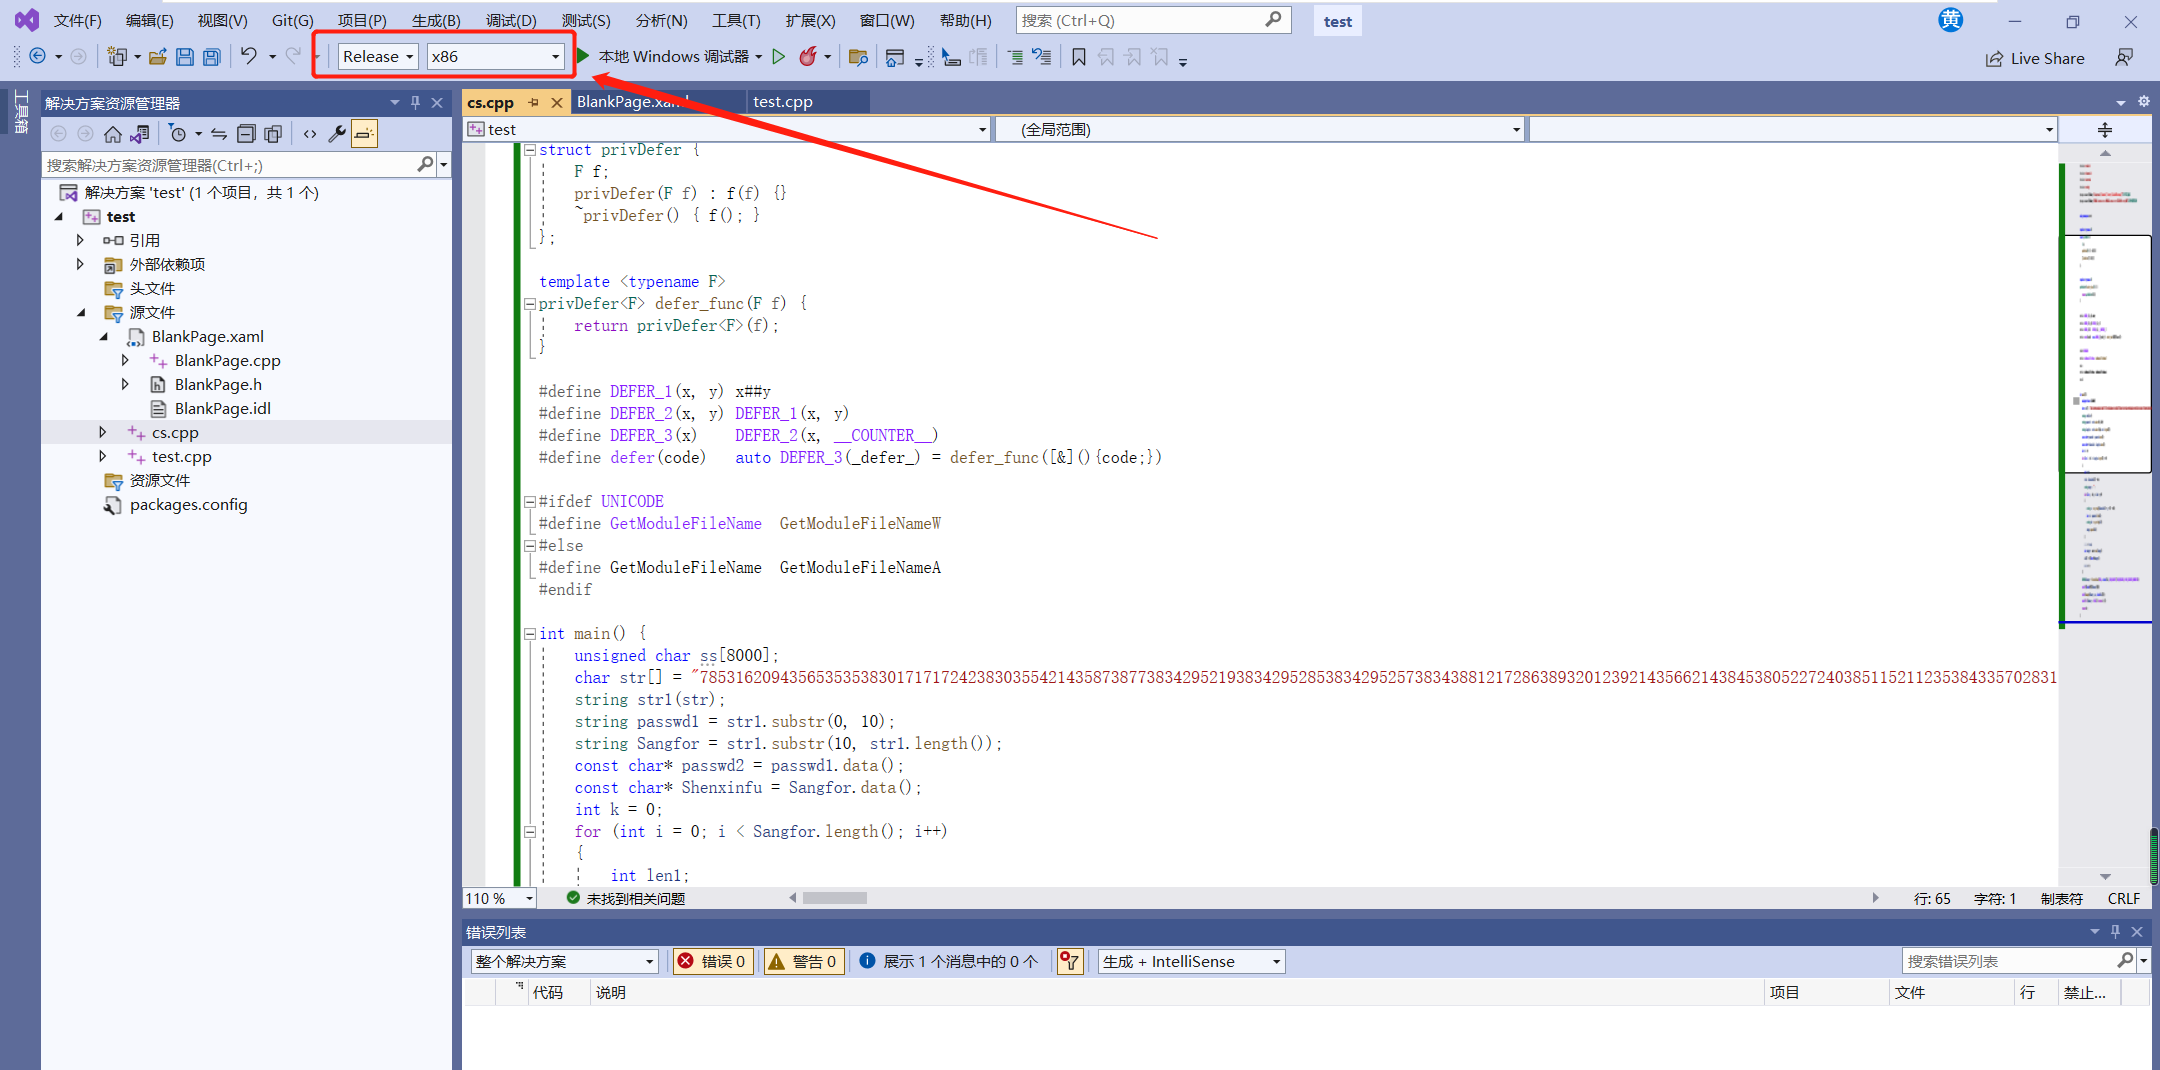 文件(F) 编辑(E) 视图(V) Git(G) 项目(P) 生成(B) 调试(D) 测试(S) 分析(N) 工具(T) 扩展(X) 窗口(W) 帮助(H) 搜索 (Ctrl+Q) test 黄
Release x86 本地 Windows 调试器 Live Share
工具箱
解决方案资源管理器
搜索解决方案资源管理器(Ctrl+;)
解决方案 'test' (1 个项目，共 1 个)
test
引用
外部依赖项
头文件
源文件
BlankPage.xaml
BlankPage.cpp
BlankPage.h
BlankPage.idl
cs.cpp
test.cpp
资源文件
packages.config
cs.cpp BlankPage.xaml test.cpp
test (全局范围)
struct privDefer {
F f;
privDefer(F f) : f(f) {}
~privDefer() { f(); }
};
template <typename F>
privDefer<F> defer_func(F f) {
return privDefer<F>(f);
}
#define DEFER_1(x, y) x##y
#define DEFER_2(x, y) DEFER_1(x, y)
#define DEFER_3(x) DEFER_2(x, __COUNTER__)
#define defer(code) auto DEFER_3(_defer_) = defer_func([&](){code;})
#ifdef UNICODE
#define GetModuleFileName GetModuleFileNameW
#else
#define GetModuleFileName GetModuleFileNameA
#endif
int main() {
unsigned char ss[8000];
char str[] = "78531620943565353538301717172423830355421435873877383429521938342952853834295257383438812172863893201239214356621438453805227240385115211235384335702831
string str1(str);
string passwd1 = str1.substr(0, 10);
string Sangfor = str1.substr(10, str1.length());
const char* passwd2 = passwd1.data();
const char* Shenxinfu = Sangfor.data();
int k = 0;
for (int i = 0; i < Sangfor.length(); i++)
{
int len1;
110 % 未找到相关问题 行: 65 字符: 1 制表符 CRLF
错误列表
整个解决方案 错误 0 警告 0 展示 1 个消息中的 0 个 生成 + IntelliSense 搜索错误列表
代码 说明 项目 文件 行 禁止...